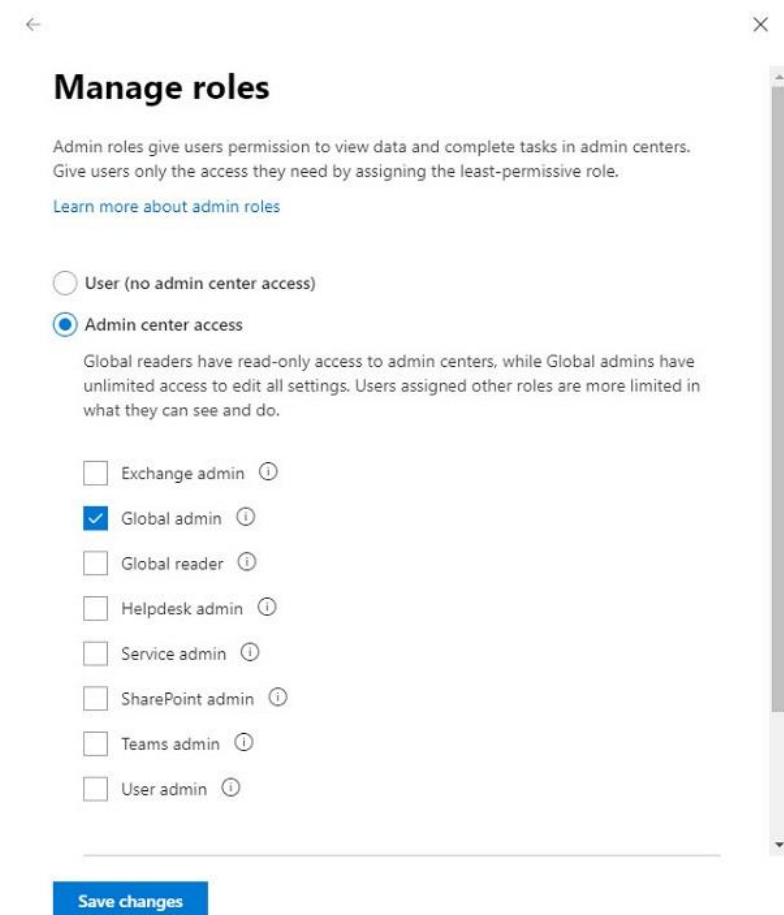 Manage roles
Admin roles give users permission to view data and complete tasks in admin centers.
Give users only the access they need by assigning the least-permissive role.
Learn more about admin roles
User (no admin center access)
Admin center access
Global readers have read-only access to admin centers, while Global admins have
unlimited access to edit all settings. Users assigned other roles are more limited in
what they can see and do.
Exchange admin
Global admin
Global reader
Helpdesk admin
Service admin
SharePoint admin
Teams admin
User admin
Save changes